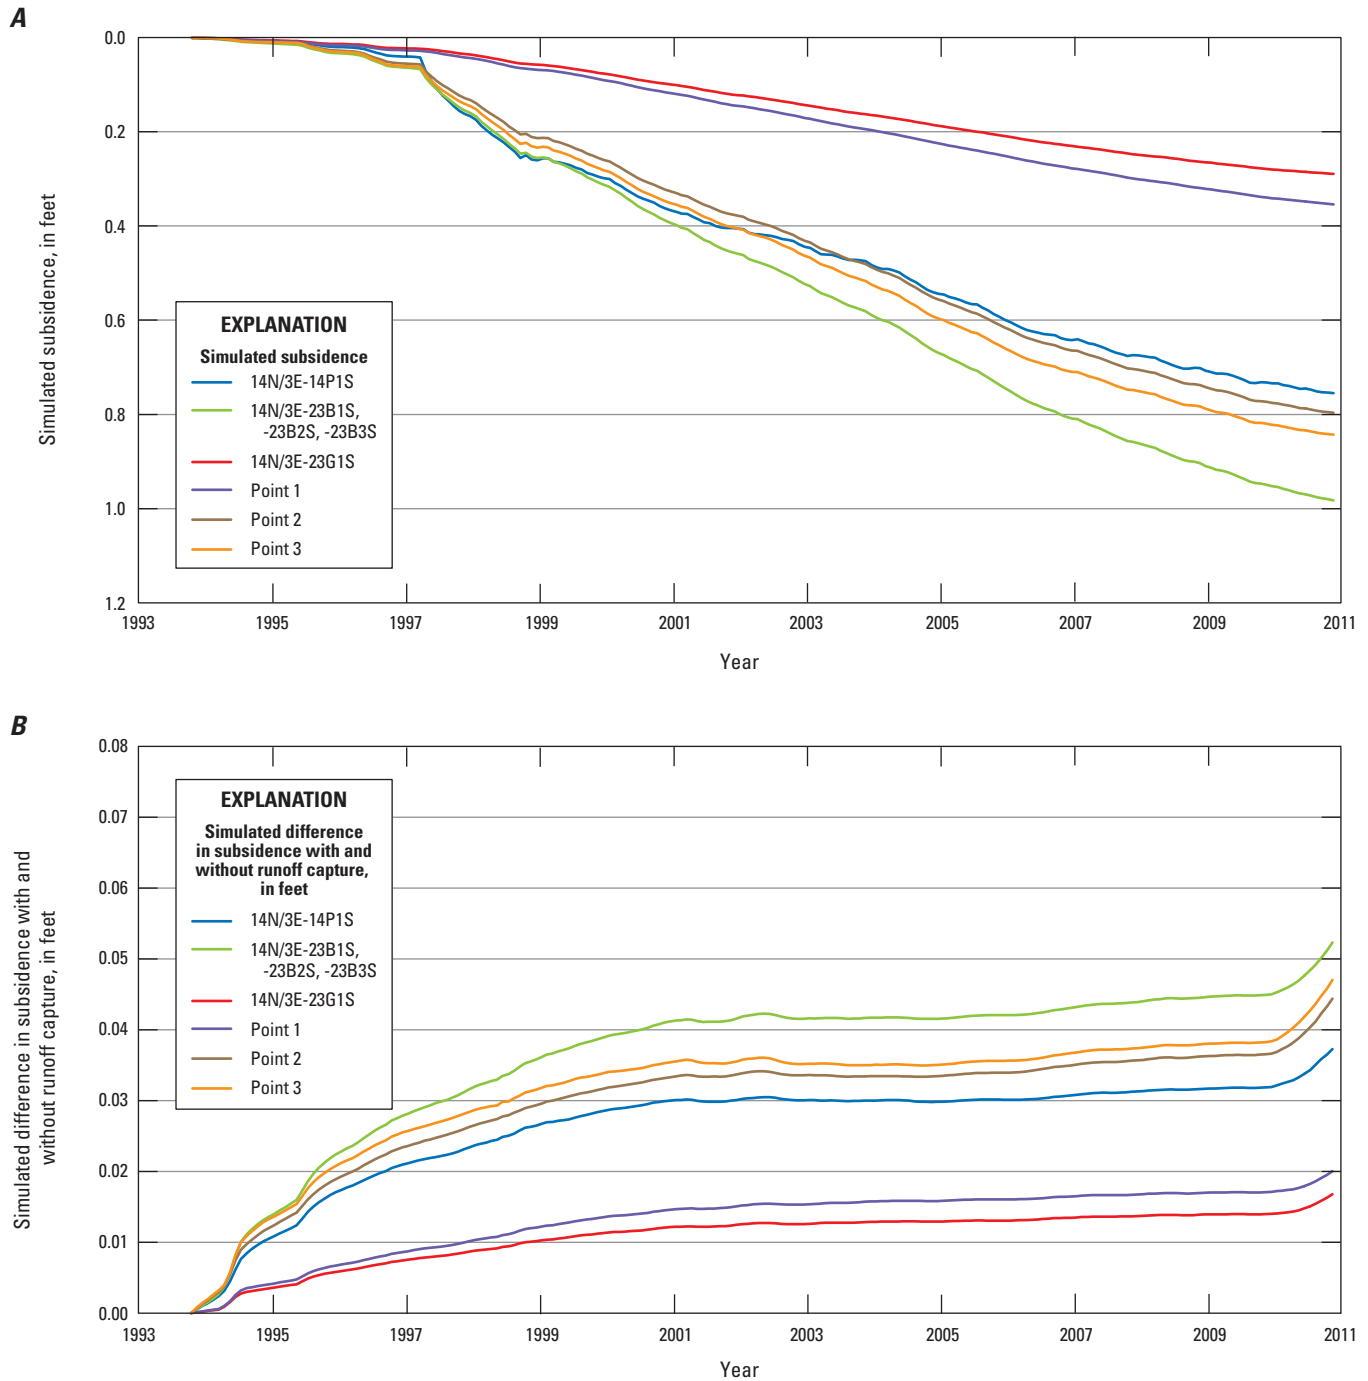 A
0.0
0.2
0.4
0.6
0.8
1.0
1.2
Simulated subsidence, in feet
EXPLANATION
Simulated subsidence
14N/3E-14P1S
14N/3E-23B1S,
-23B2S, -23B3S
14N/3E-23G1S
Point 1
Point 2
Point 3
1993
1995
1997
1999
2001
2003
2005
2007
2009
2011
Year
B
0.08
0.07
0.06
0.05
0.04
0.03
0.02
0.01
0.00
Simulated difference in subsidence with and
without runoff capture, in feet
EXPLANATION
Simulated difference
in subsidence with and
without runoff capture,
in feet
14N/3E-14P1S
14N/3E-23B1S,
-23B2S, -23B3S
14N/3E-23G1S
Point 1
Point 2
Point 3
1993
1995
1997
1999
2001
2003
2005
2007
2009
2011
Year